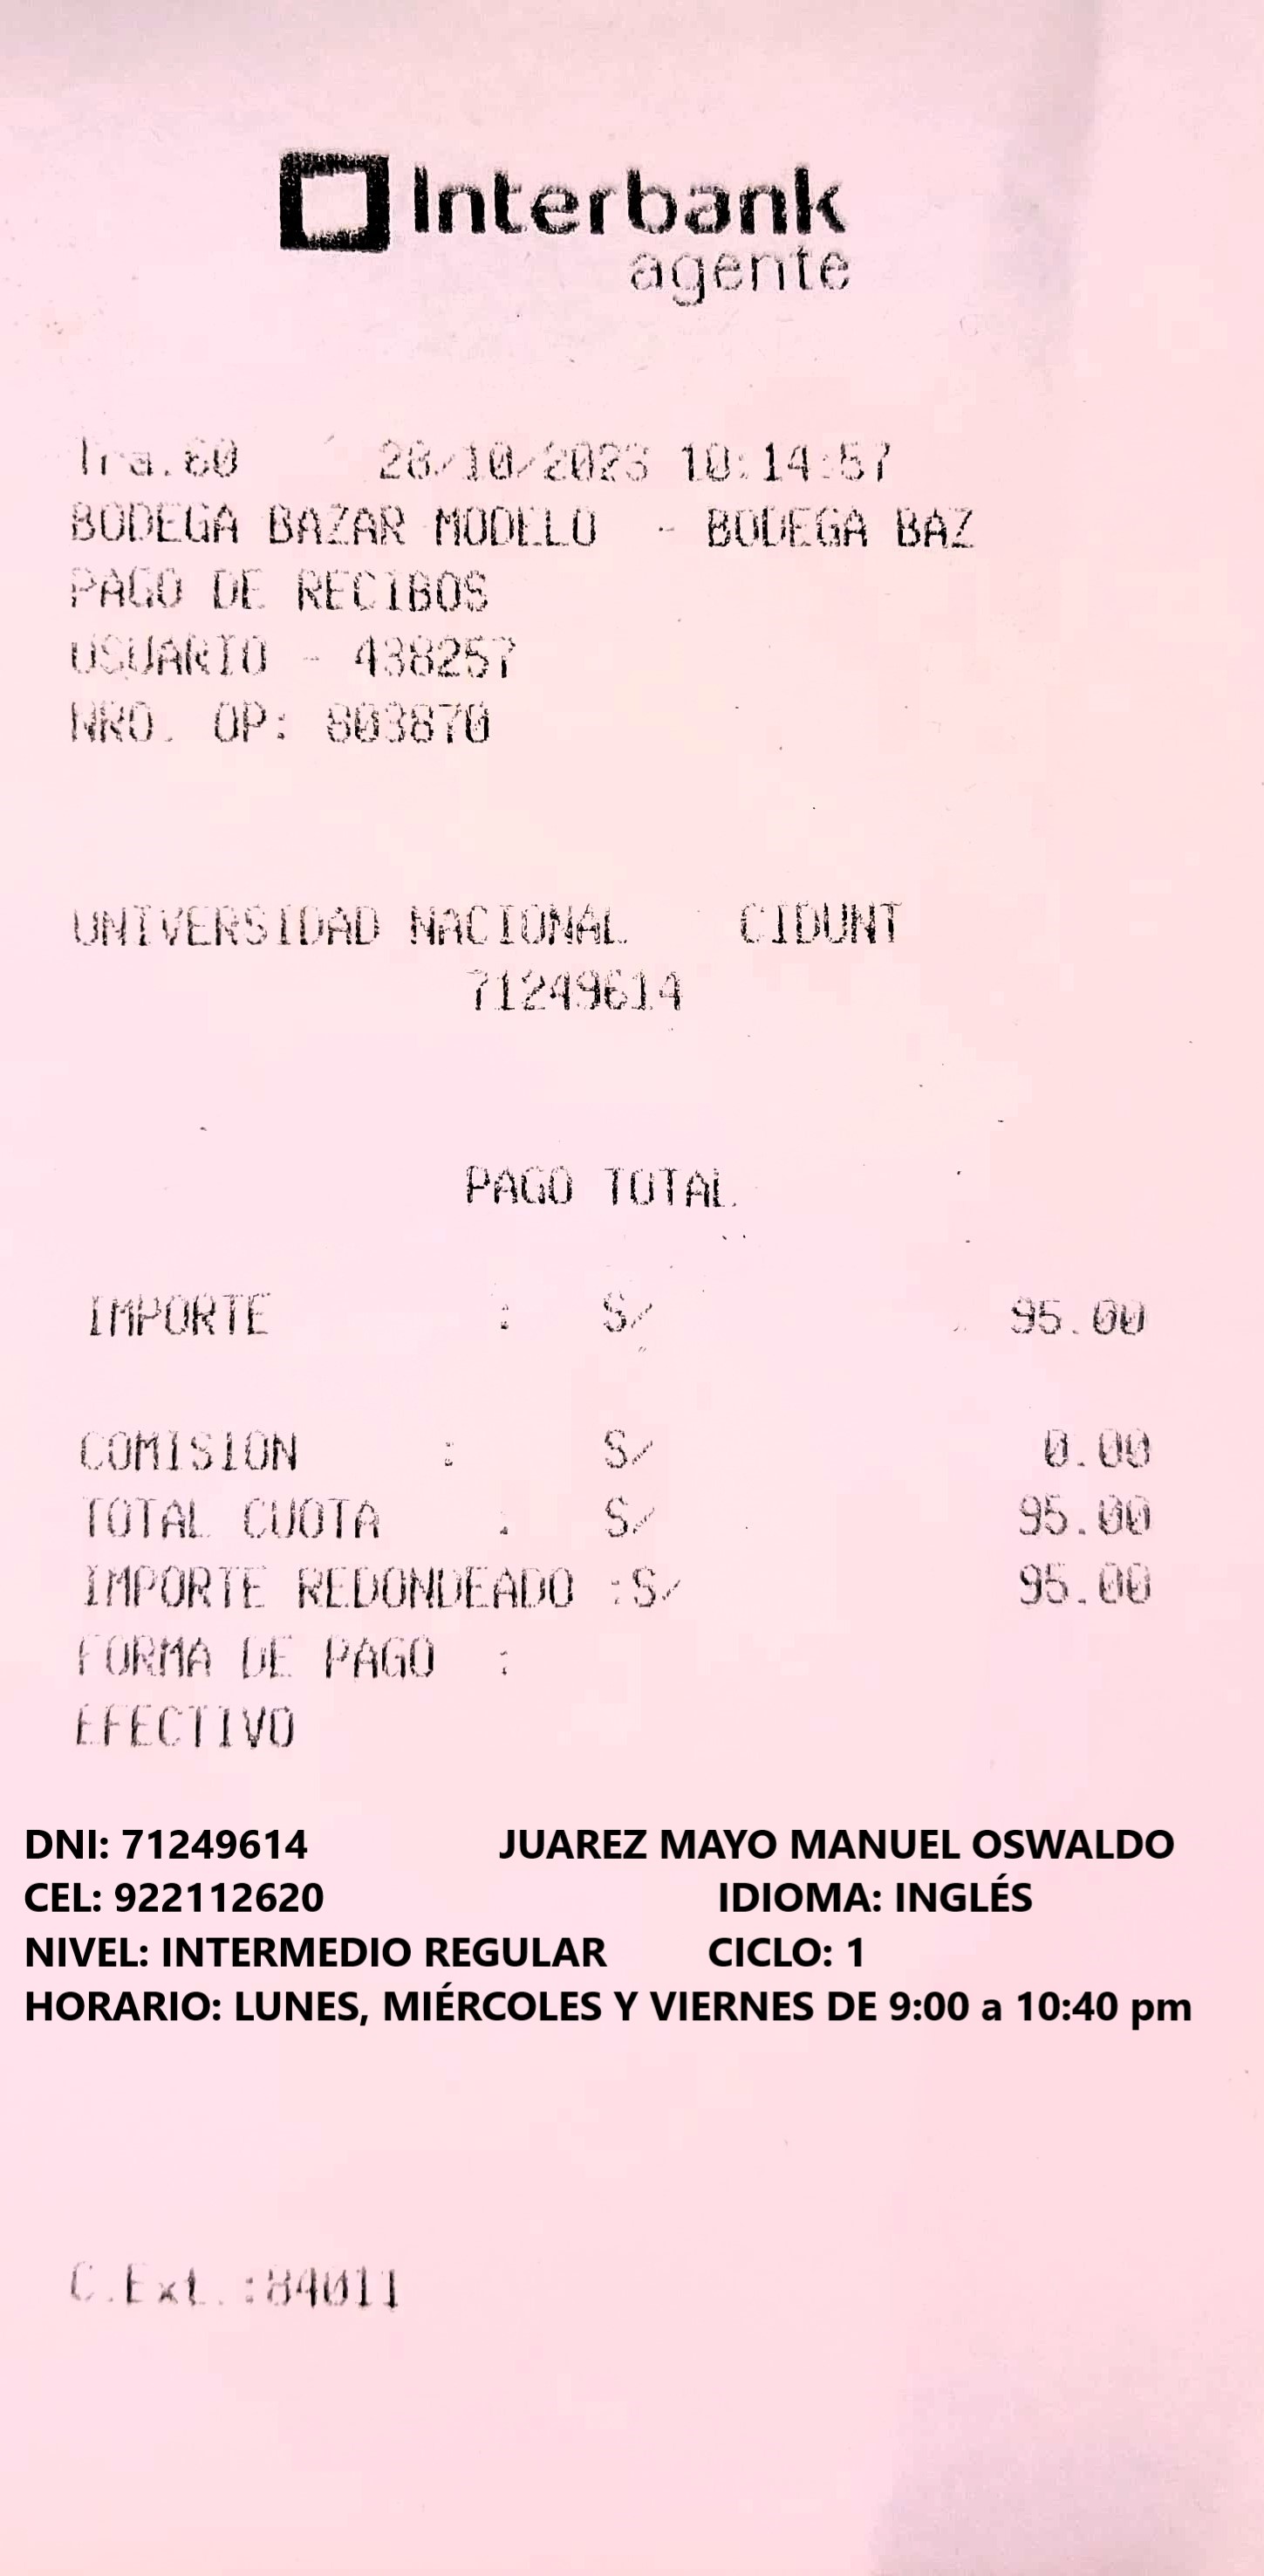 Interbank
agente
Tra.60 28/10/2023 10:14:57
BODEGA BAZAR MODELO - BODEGA BAZ
PAGO DE RECIBOS
USUARIO - 438257
NRO. OP: 803870
UNIVERSIDAD NACIONAL CIDUNT
71249614
PAGO TOTAL
IMPORTE : S/ 95.00
COMISION : S/ 0.00
TOTAL CUOTA : S/ 95.00
IMPORTE REDONDEADO :S/ 95.00
FORMA DE PAGO :
EFECTIVO
DNI: 71249614 JUAREZ MAYO MANUEL OSWALDO
CEL: 922112620 IDIOMA: INGLÉS
NIVEL: INTERMEDIO REGULAR CICLO: 1
HORARIO: LUNES, MIÉRCOLES Y VIERNES DE 9:00 a 10:40 pm
C.Ext.:84011